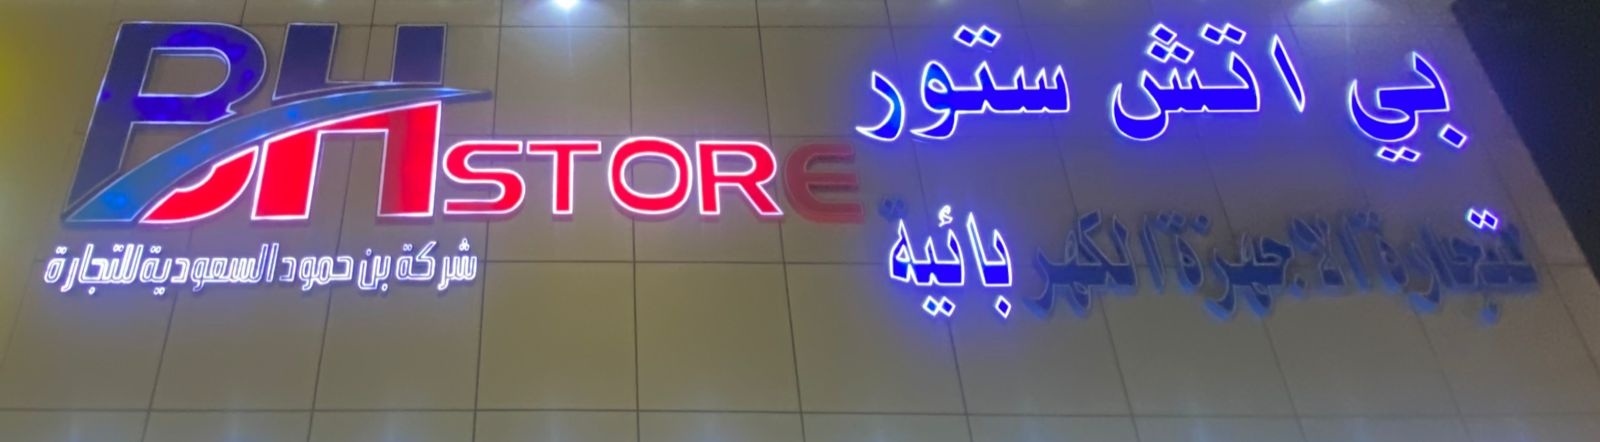 BH STORE
شركة بن حمود السعودية للتجارة
بي اتش ستور
لتجارة الاجهزة الكهربائية